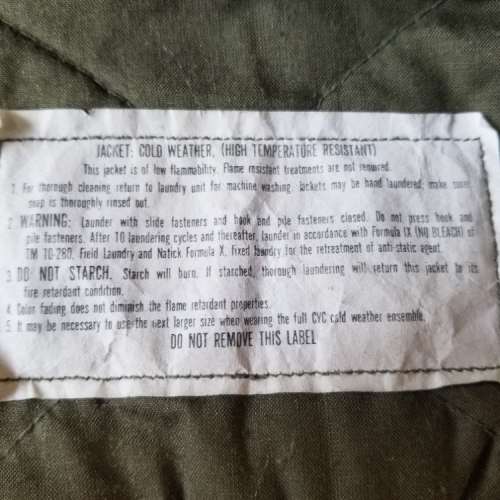 JACKET: COLD WEATHER, (HIGH TEMPERATURE RESISTANT)
This jacket is of low flammability. Flame resistant treatments are not required.
1. For thorough cleaning return to laundry unit for machine washing. Jackets may be hand laundered; make sure
soap is thoroughly rinsed out.
2. WARNING: Launder with slide fasteners and hook and pile fasteners closed. Do not press hook and
pile fasteners. After 10 laundering cycles and thereafter, launder in accordance with Formula IX (NO BLEACH) of
TM 10-280, Field Laundry and Natick Formula X, fixed laundry for the retreatment of anti-static agent.
3. DO NOT STARCH. Starch will burn. If starched, thorough laundering will return this jacket to its
fire retardant condition.
4. Color fading does not diminish the flame retardant properties.
5. It may be necessary to use the next larger size when wearing the full CVC cold weather ensemble.
DO NOT REMOVE THIS LABEL